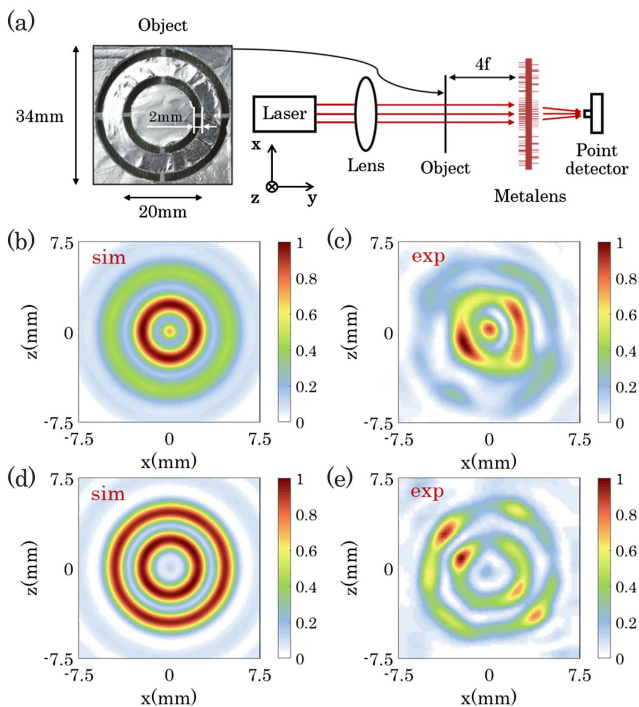 (a)
Object
34mm
2mm
20mm
4f
Laser
x
z
y
Lens
Object
Metalens
Point
detector
(b)
sim
7.5
0
-7.5
z(mm)
-7.5
0
7.5
x(mm)
1
0.8
0.6
0.4
0.2
0
(c)
exp
7.5
0
-7.5
z(mm)
-7.5
0
7.5
x(mm)
1
0.8
0.6
0.4
0.2
0
(d)
sim
7.5
0
-7.5
z(mm)
-7.5
0
7.5
x(mm)
1
0.8
0.6
0.4
0.2
0
(e)
exp
7.5
0
-7.5
z(mm)
-7.5
0
7.5
x(mm)
1
0.8
0.6
0.4
0.2
0